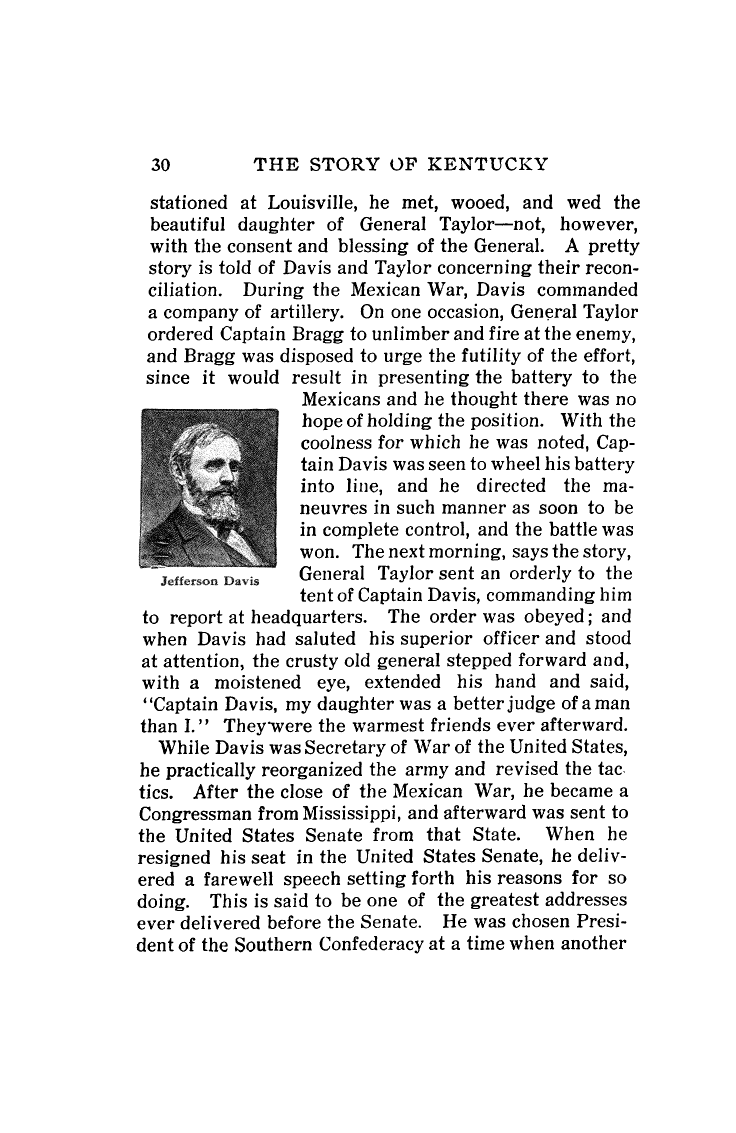 30 THE STORY OF KENTUCKY
stationed at Louisville, he met, wooed, and wed the
beautiful daughter of General Taylor—not, however,
with the consent and blessing of the General. A pretty
story is told of Davis and Taylor concerning their recon-
ciliation. During the Mexican War, Davis commanded
a company of artillery. On one occasion, General Taylor
ordered Captain Bragg to unlimber and fire at the enemy,
and Bragg was disposed to urge the futility of the effort,
since it would result in presenting the battery to the
Mexicans and he thought there was no
hope of holding the position. With the
coolness for which he was noted, Cap-
tain Davis was seen to wheel his battery
into line, and he directed the ma-
neuvres in such manner as soon to be
in complete control, and the battle was
won. The next morning, says the story,
General Taylor sent an orderly to the
tent of Captain Davis, commanding him
Jefferson Davis
to report at headquarters. The order was obeyed; and
when Davis had saluted his superior officer and stood
at attention, the crusty old general stepped forward and,
with a moistened eye, extended his hand and said,
"Captain Davis, my daughter was a better judge of a man
than I." They were the warmest friends ever afterward.
While Davis was Secretary of War of the United States,
he practically reorganized the army and revised the tac-
tics. After the close of the Mexican War, he became a
Congressman from Mississippi, and afterward was sent to
the United States Senate from that State. When he
resigned his seat in the United States Senate, he deliv-
ered a farewell speech setting forth his reasons for so
doing. This is said to be one of the greatest addresses
ever delivered before the Senate. He was chosen Presi-
dent of the Southern Confederacy at a time when another